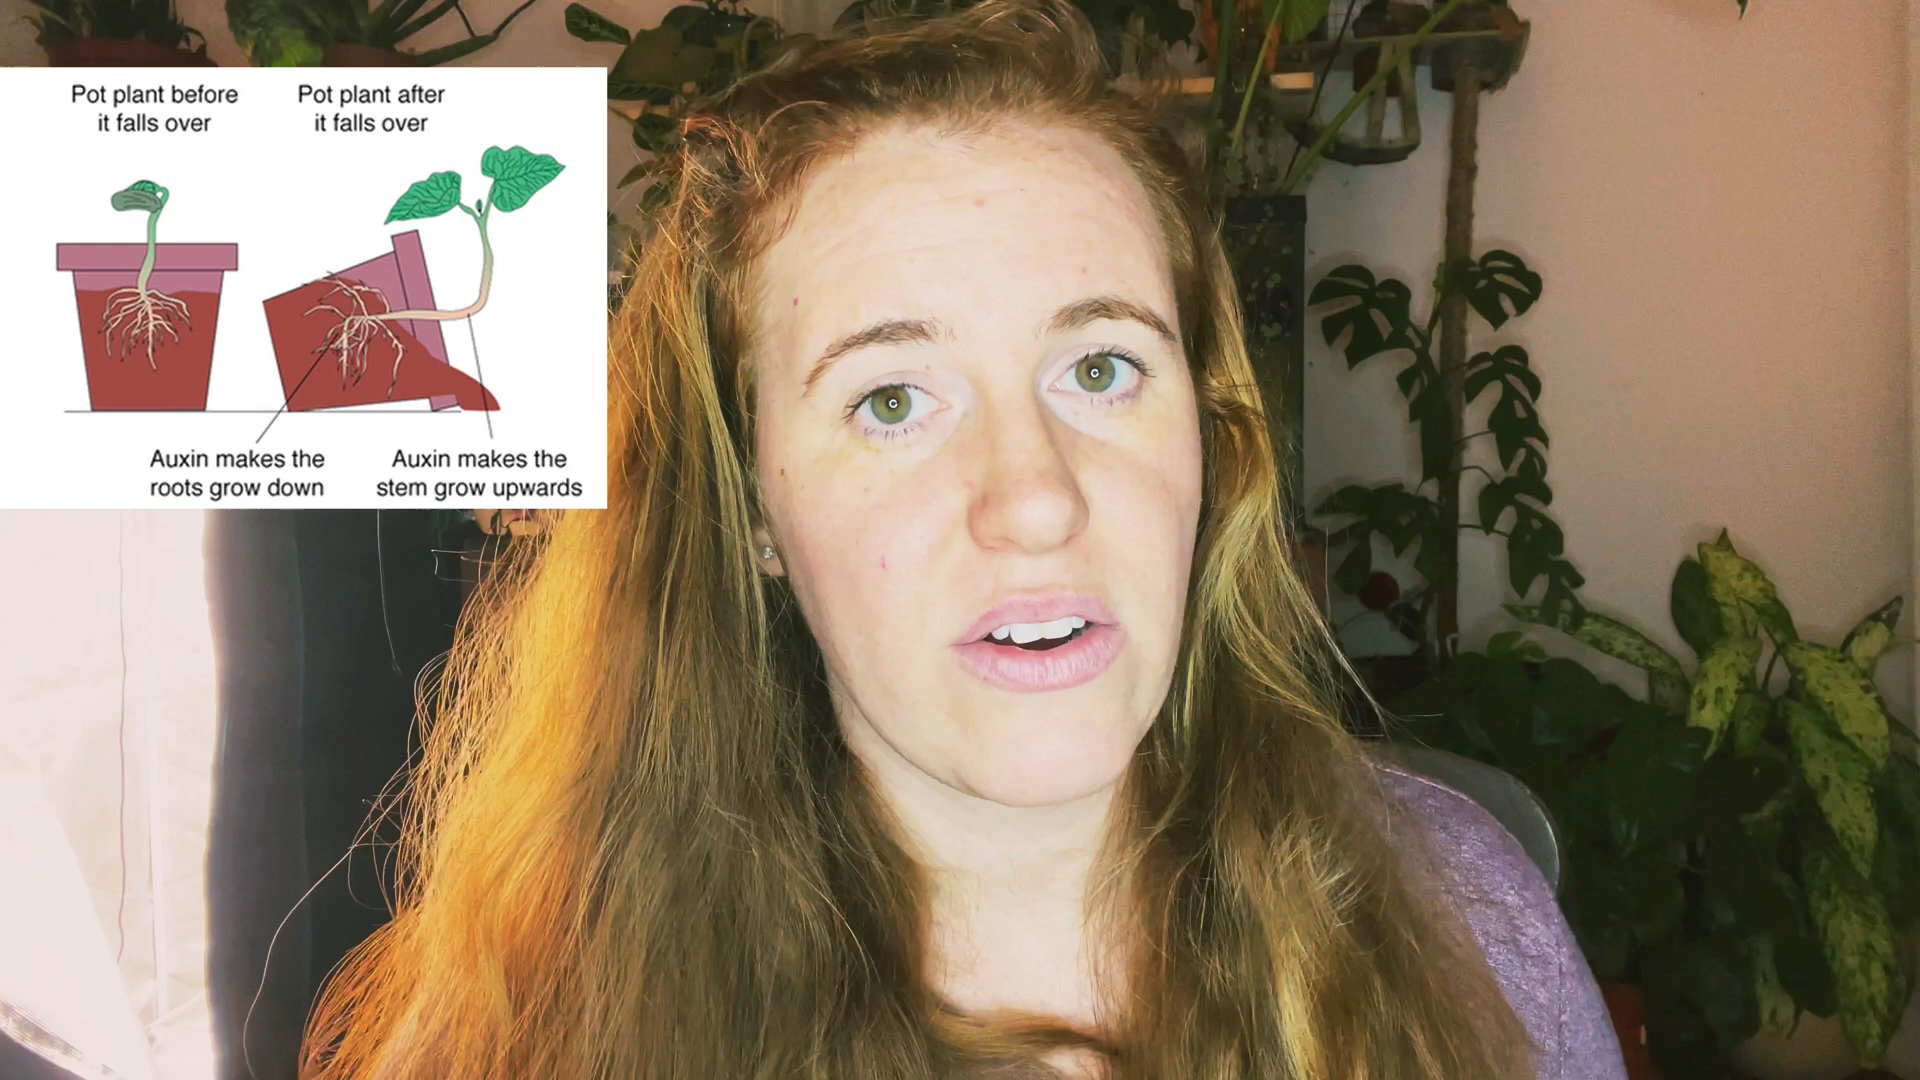 Pot plant before
it falls over
Pot plant after
it falls over
Auxin makes the
roots grow down
Auxin makes the
stem grow upwards